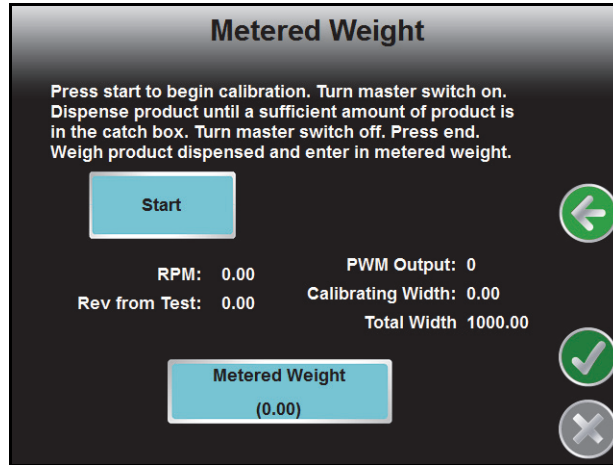 Metered Weight
Press start to begin calibration. Turn master switch on.
Dispense product until a sufficient amount of product is
in the catch box. Turn master switch off. Press end.
Weigh product dispensed and enter in metered weight.
Start
RPM: 0.00
Rev from Test: 0.00
PWM Output: 0
Calibrating Width: 0.00
Total Width 1000.00
Metered Weight
(0.00)